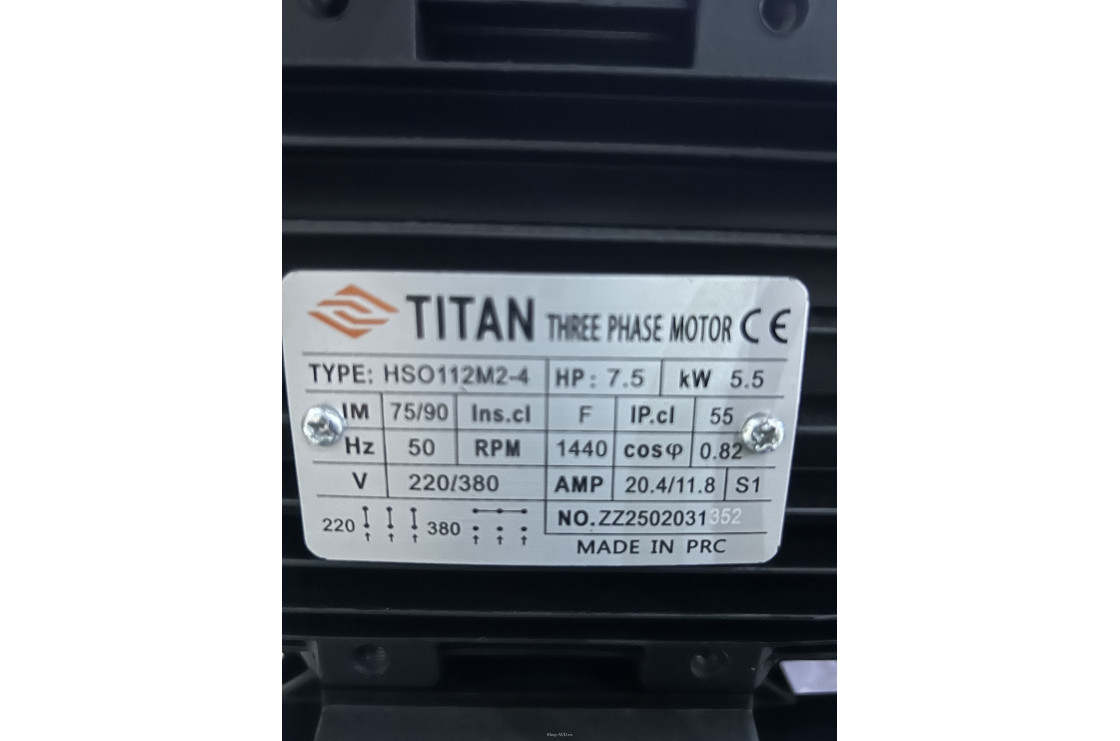 TITAN THREE PHASE MOTOR CE
TYPE: HSO112M2-4 HP: 7.5 kW 5.5
IM 75/90 Ins.cl F IP.cl 55
Hz 50 RPM 1440 cosφ 0.82
V 220/380 AMP 20.4/11.8 S1
220 380 NO.ZZ2502031352
MADE IN PRC